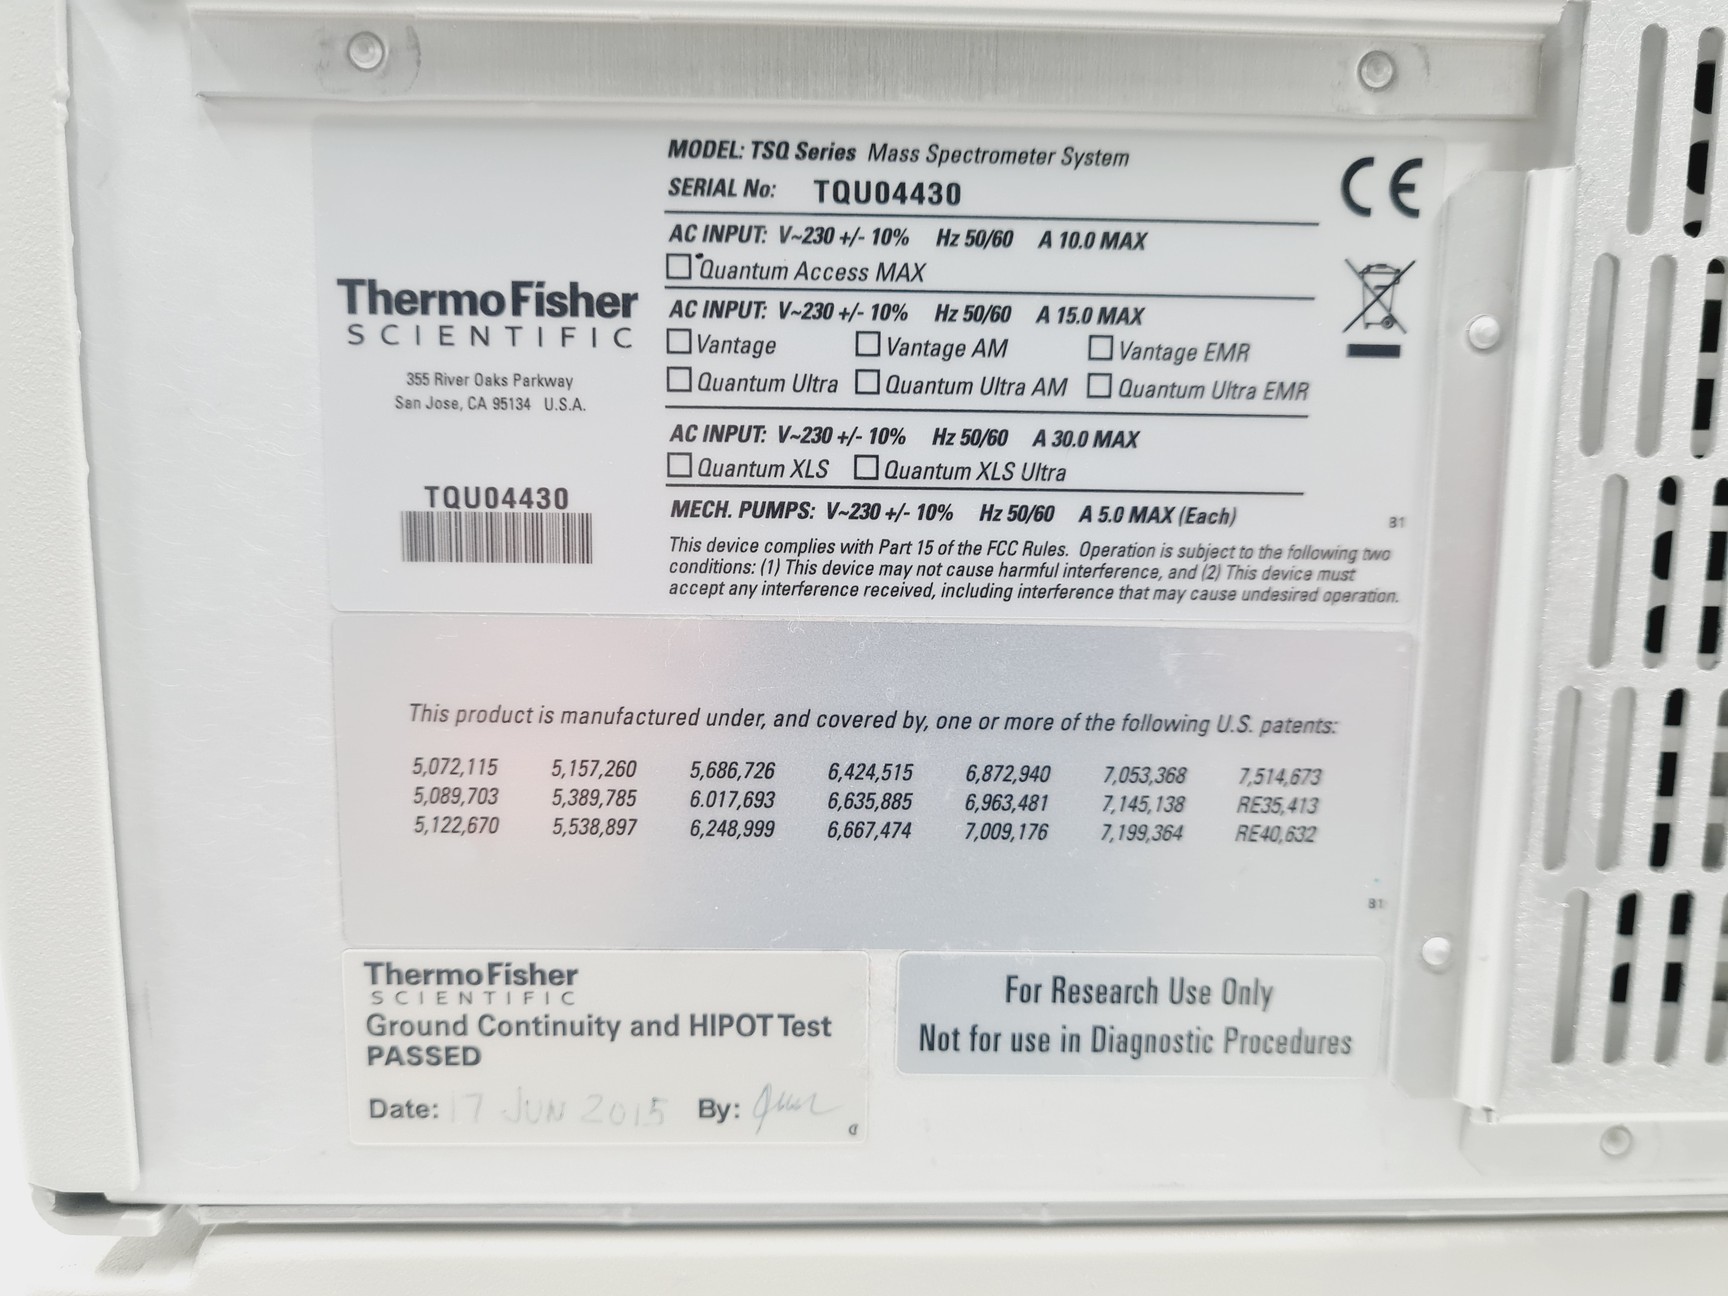 MODEL: TSQ Series Mass Spectrometer System
SERIAL No: TQU04430
AC INPUT: V~230 +/- 10% Hz 50/60 A 10.0 MAX
Quantum Access MAX
AC INPUT: V~230 +/- 10% Hz 50/60 A 15.0 MAX
Vantage Vantage AM Vantage EMR
Quantum Ultra Quantum Ultra AM Quantum Ultra EMR
AC INPUT: V~230 +/- 10% Hz 50/60 A 30.0 MAX
Quantum XLS Quantum XLS Ultra
MECH. PUMPS: V~230 +/- 10% Hz 50/60 A 5.0 MAX (Each)
B1
This device complies with Part 15 of the FCC Rules. Operation is subject to the following two
conditions: (1) This device may not cause harmful interference, and (2) This device must
accept any interference received, including interference that may cause undesired operation.
CE
ThermoFisher
SCIENTIFIC
355 River Oaks Parkway
San Jose, CA 95134 U.S.A.
TQU04430
This product is manufactured under, and covered by, one or more of the following U.S. patents:
5,072,115 5,157,260 5,686,726 6,424,515 6,872,940 7,053,368 7,514,673
5,089,703 5,389,785 6.017,693 6,635,885 6,963,481 7,145,138 RE35,413
5,122,670 5,538,897 6,248,999 6,667,474 7,009,176 7,199,364 RE40,632
B1
ThermoFisher
SCIENTIFIC
Ground Continuity and HIPOT Test
PASSED
Date: 17 JUN 2015 By:
For Research Use Only
Not for use in Diagnostic Procedures